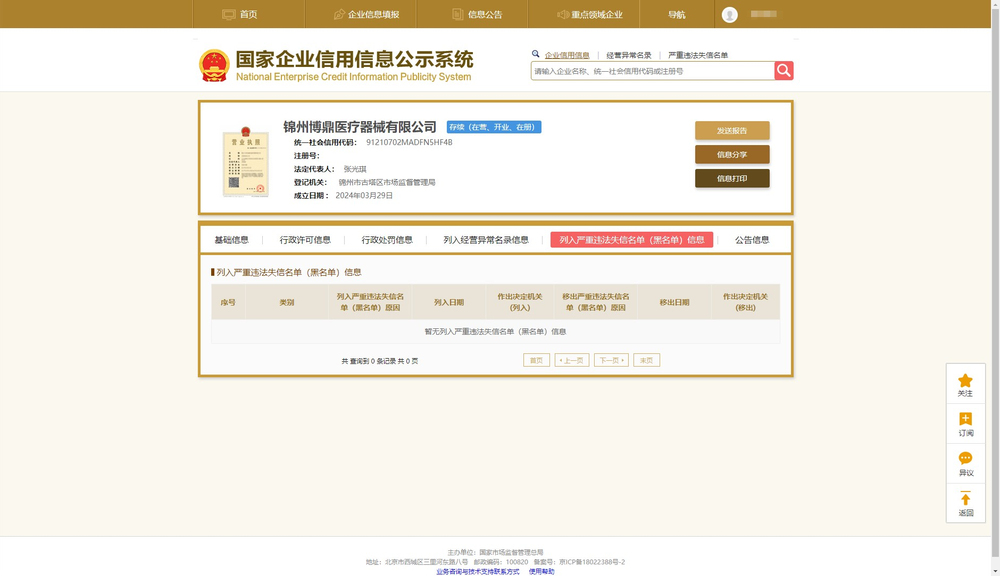 首页
企业信息填报
信息公告
重点领域企业
导航
国家企业信用信息公示系统
National Enterprise Credit Information Publicity System
企业信用信息 | 经营异常名录 | 严重违法失信名单
请输入企业名称、统一社会信用代码或注册号
营业执照
锦州博鼎医疗器械有限公司
存续（在营、开业、在册）
统一社会信用代码： 91210702MADFN5HF4B
注册号：
法定代表人： 张光琪
登记机关： 锦州市古塔区市场监督管理局
成立日期： 2024年03月29日
发送报告
信息分享
信息打印
基础信息
行政许可信息
行政处罚信息
列入经营异常名录信息
列入严重违法失信名单（黑名单）信息
公告信息
列入严重违法失信名单（黑名单）信息
序号
类别
列入严重违法失信名
单（黑名单）原因
列入日期
作出决定机关
(列入)
移出严重违法失信名
单（黑名单）原因
移出日期
作出决定机关
(移出)
暂无列入严重违法失信名单（黑名单）信息
共 查询到 0 条记录 共 0 页
首页
上一页
下一页
末页
关注
订阅
异议
返回
主办单位：国家市场监督管理总局
地址：北京市西城区三里河东路八号 邮政编码：100820 备案号：京ICP备18022388号-2
业务咨询与技术支持联系方式 使用帮助